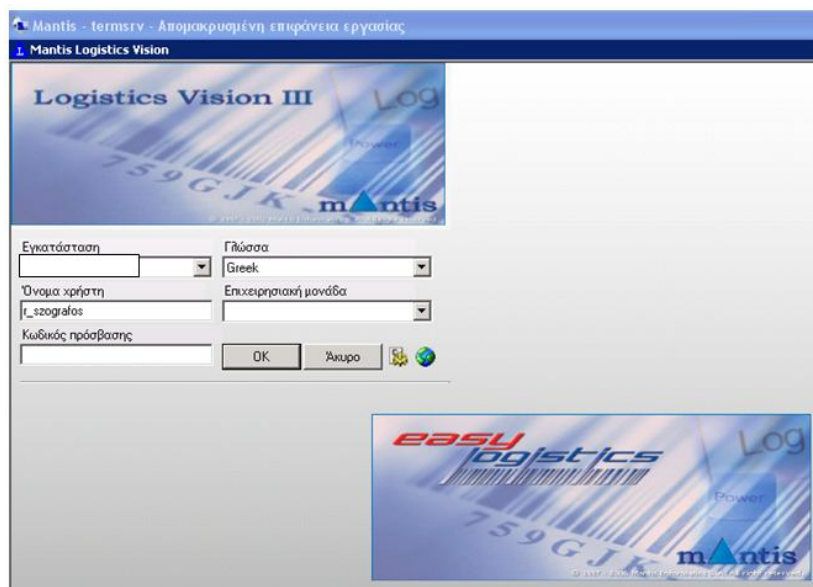 Mantis - termsrv - Απομακρυσμένη επιφάνεια εργασίας
Mantis Logistics Vision
Logistics Vision III
Log
Power
759GJK
mantis
Εγκατάσταση
Γλώσσα
Greek
Όνομα χρήστη
Επιχειρησιακή μονάδα
r_szografos
Κωδικός πρόσβασης
OK
Άκυρο
easy
logistics
Log
Power
759GJK
mantis